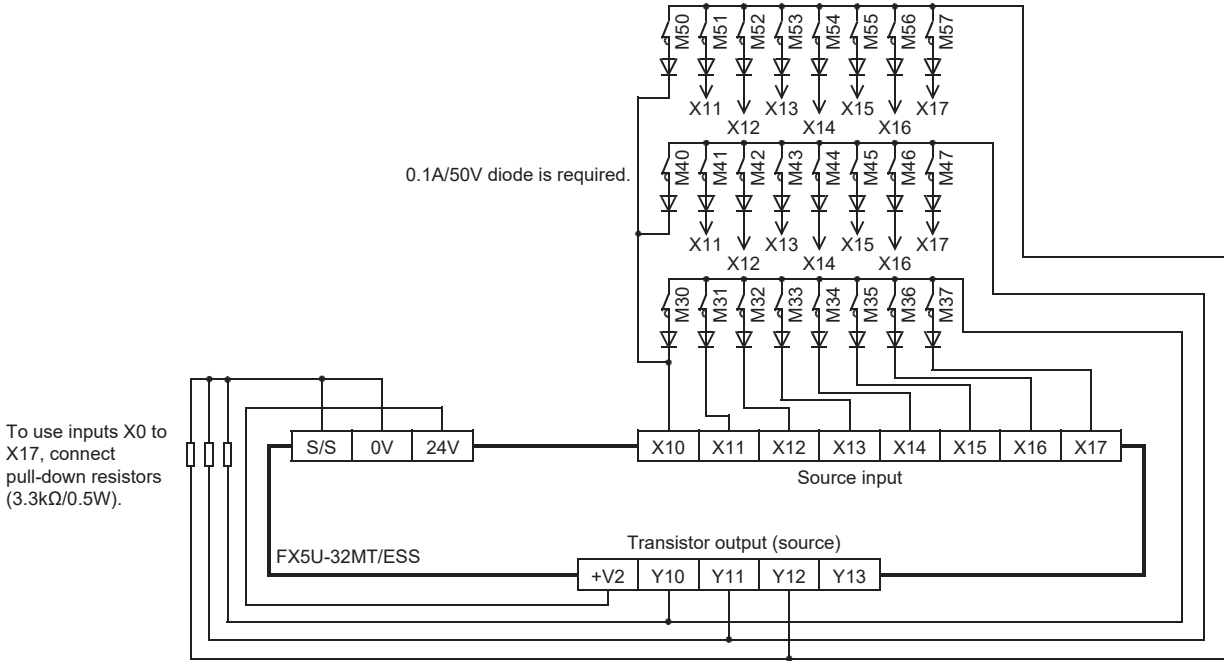 M50 M51 M52 M53 M54 M55 M56 M57
X11 X13 X15 X17
X12 X14 X16
0.1A/50V diode is required.
M40 M41 M42 M43 M44 M45 M46 M47
X11 X13 X15 X17
X12 X14 X16
M30 M31 M32 M33 M34 M35 M36 M37
To use inputs X0 to
X17, connect
pull-down resistors
(3.3kΩ/0.5W).
S/S 0V 24V
X10 X11 X12 X13 X14 X15 X16 X17
Source input
FX5U-32MT/ESS
Transistor output (source)
+V2 Y10 Y11 Y12 Y13